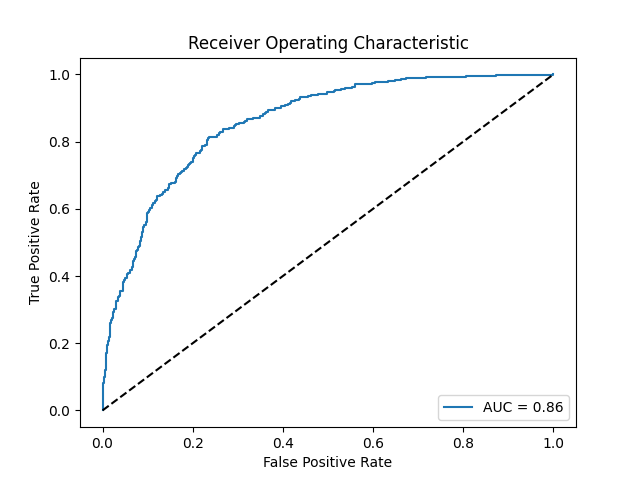 Receiver Operating Characteristic
1.0
0.8
0.6
0.4
0.2
0.0
True Positive Rate
0.0 0.2 0.4 0.6 0.8 1.0
False Positive Rate
AUC = 0.86